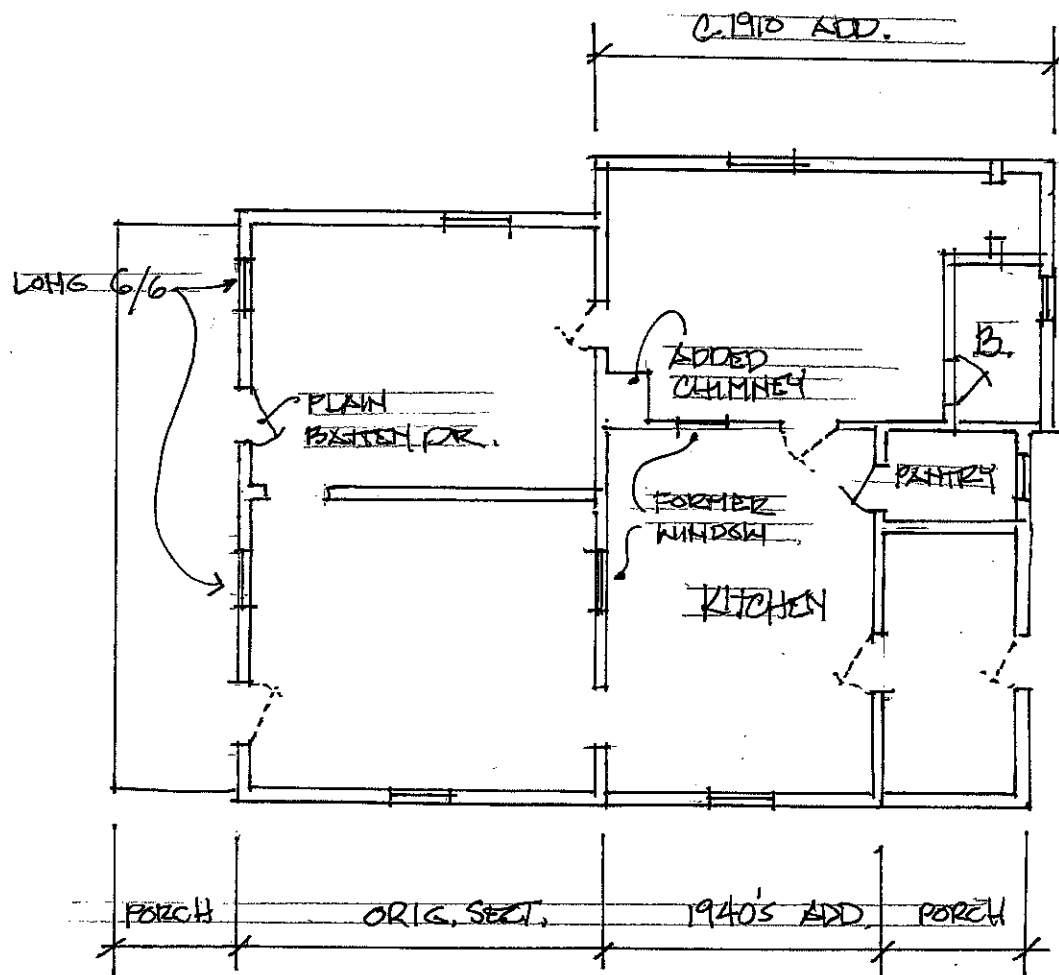 C.1910 ADD.
LONG 6/6
PLAIN
BATTEN DR.
ADDED
CHIMNEY
B.
PANTRY
FORMER
WINDOW
KITCHEN
PORCH
ORIG. SECT.
1940's ADD.
PORCH